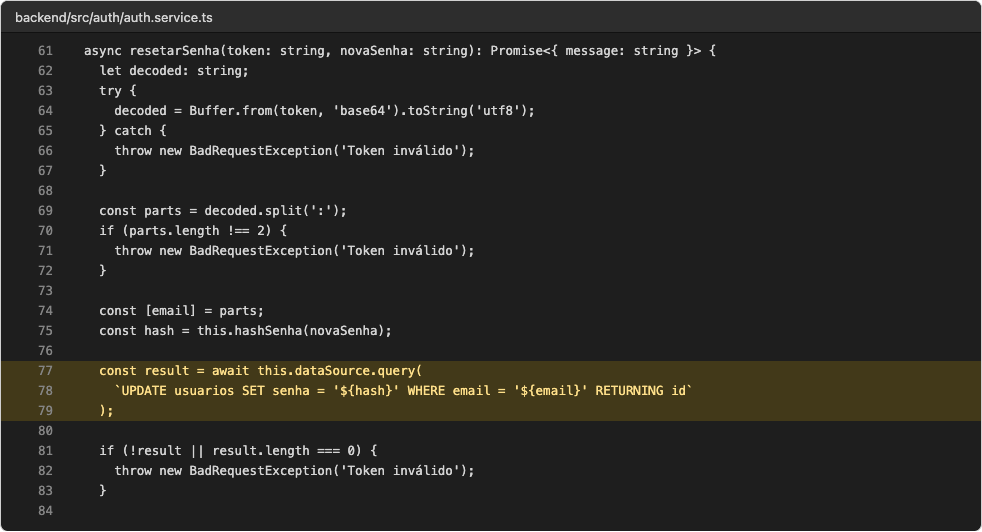 backend/src/auth/auth.service.ts
61 async resetarSenha(token: string, novaSenha: string): Promise<{ message: string }> {
62 let decoded: string;
63 try {
64 decoded = Buffer.from(token, 'base64').toString('utf8');
65 } catch {
66 throw new BadRequestException('Token inválido');
67 }
68
69 const parts = decoded.split(':');
70 if (parts.length !== 2) {
71 throw new BadRequestException('Token inválido');
72 }
73
74 const [email] = parts;
75 const hash = this.hashSenha(novaSenha);
76
77 const result = await this.dataSource.query(
78 `UPDATE usuarios SET senha = '${hash}' WHERE email = '${email}' RETURNING id`
79 );
80
81 if (!result || result.length === 0) {
82 throw new BadRequestException('Token inválido');
83 }
84